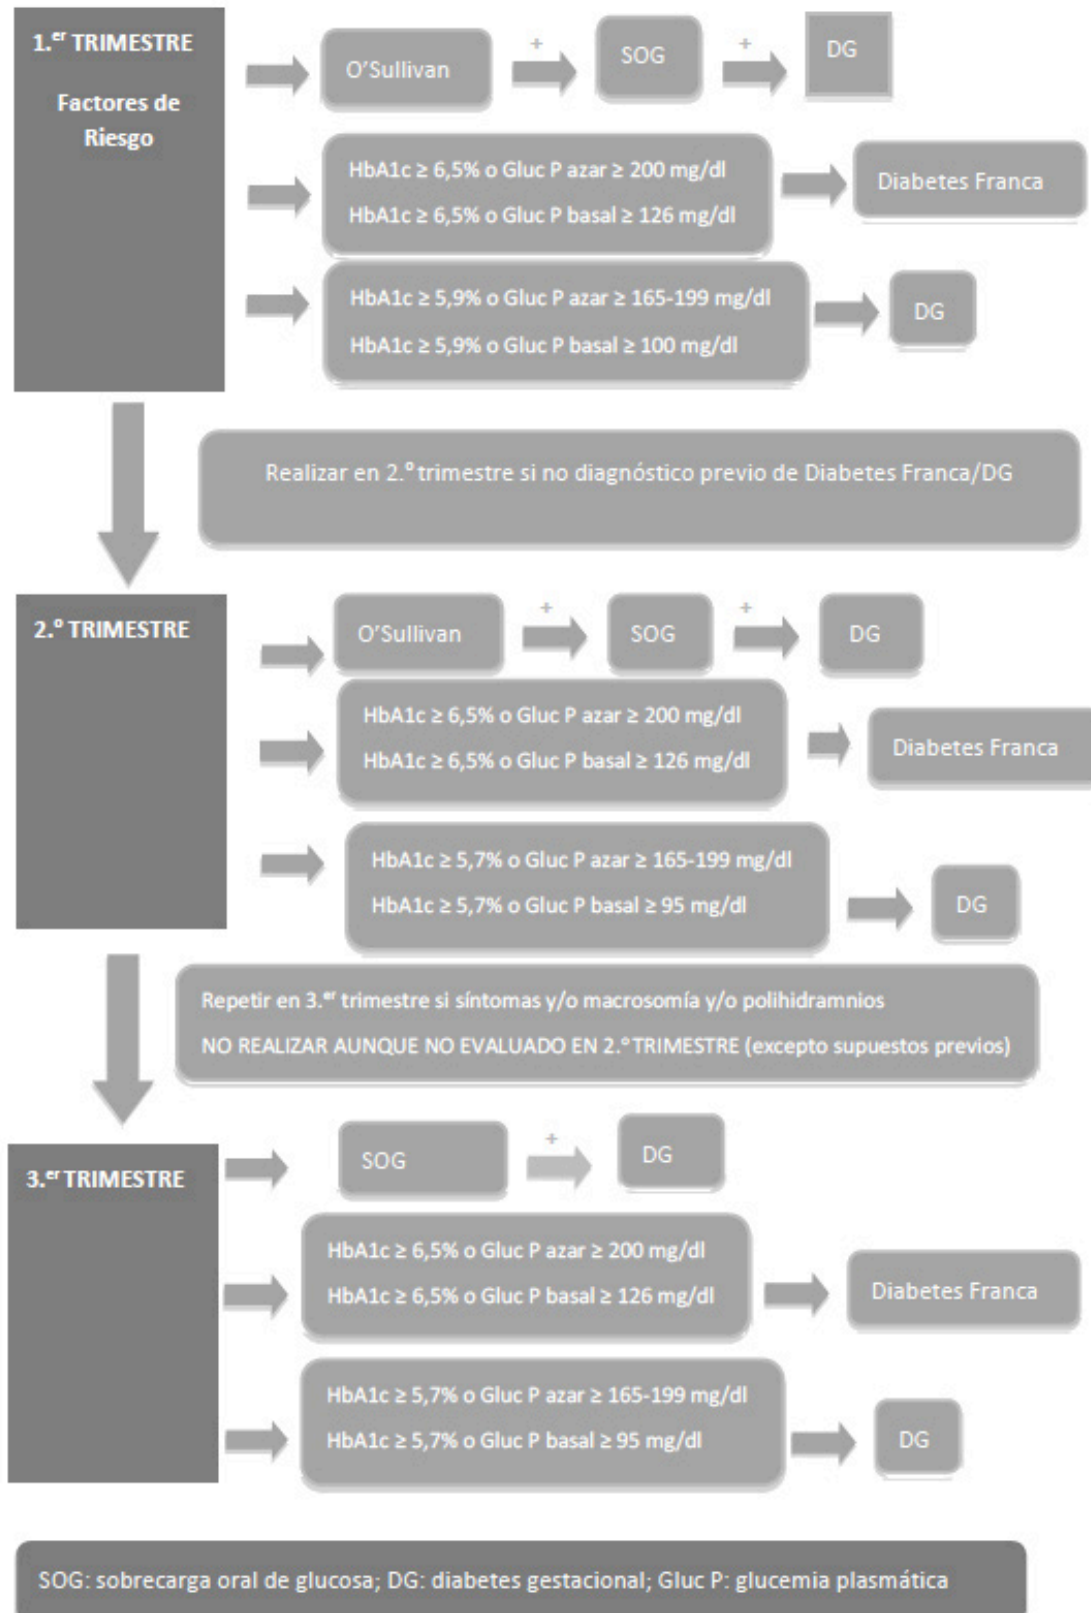 1.er TRIMESTRE
Factores de
Riesgo
O'Sullivan
+
SOG
+
DG
HbA1c ≥ 6,5% o Gluc P azar ≥ 200 mg/dl
HbA1c ≥ 6,5% o Gluc P basal ≥ 126 mg/dl
Diabetes Franca
HbA1c ≥ 5,9% o Gluc P azar ≥ 165-199 mg/dl
HbA1c ≥ 5,9% o Gluc P basal ≥ 100 mg/dl
DG
Realizar en 2.º trimestre si no diagnóstico previo de Diabetes Franca/DG
2.º TRIMESTRE
O'Sullivan
+
SOG
+
DG
HbA1c ≥ 6,5% o Gluc P azar ≥ 200 mg/dl
HbA1c ≥ 6,5% o Gluc P basal ≥ 126 mg/dl
Diabetes Franca
HbA1c ≥ 5,7% o Gluc P azar ≥ 165-199 mg/dl
HbA1c ≥ 5,7% o Gluc P basal ≥ 95 mg/dl
DG
Repetir en 3.er trimestre si síntomas y/o macrosomía y/o polihidramnios
NO REALIZAR AUNQUE NO EVALUADO EN 2.º TRIMESTRE (excepto supuestos previos)
3.er TRIMESTRE
SOG
+
DG
HbA1c ≥ 6,5% o Gluc P azar ≥ 200 mg/dl
HbA1c ≥ 6,5% o Gluc P basal ≥ 126 mg/dl
Diabetes Franca
HbA1c ≥ 5,7% o Gluc P azar ≥ 165-199 mg/dl
HbA1c ≥ 5,7% o Gluc P basal ≥ 95 mg/dl
DG
SOG: sobrecarga oral de glucosa; DG: diabetes gestacional; Gluc P: glucemia plasmática